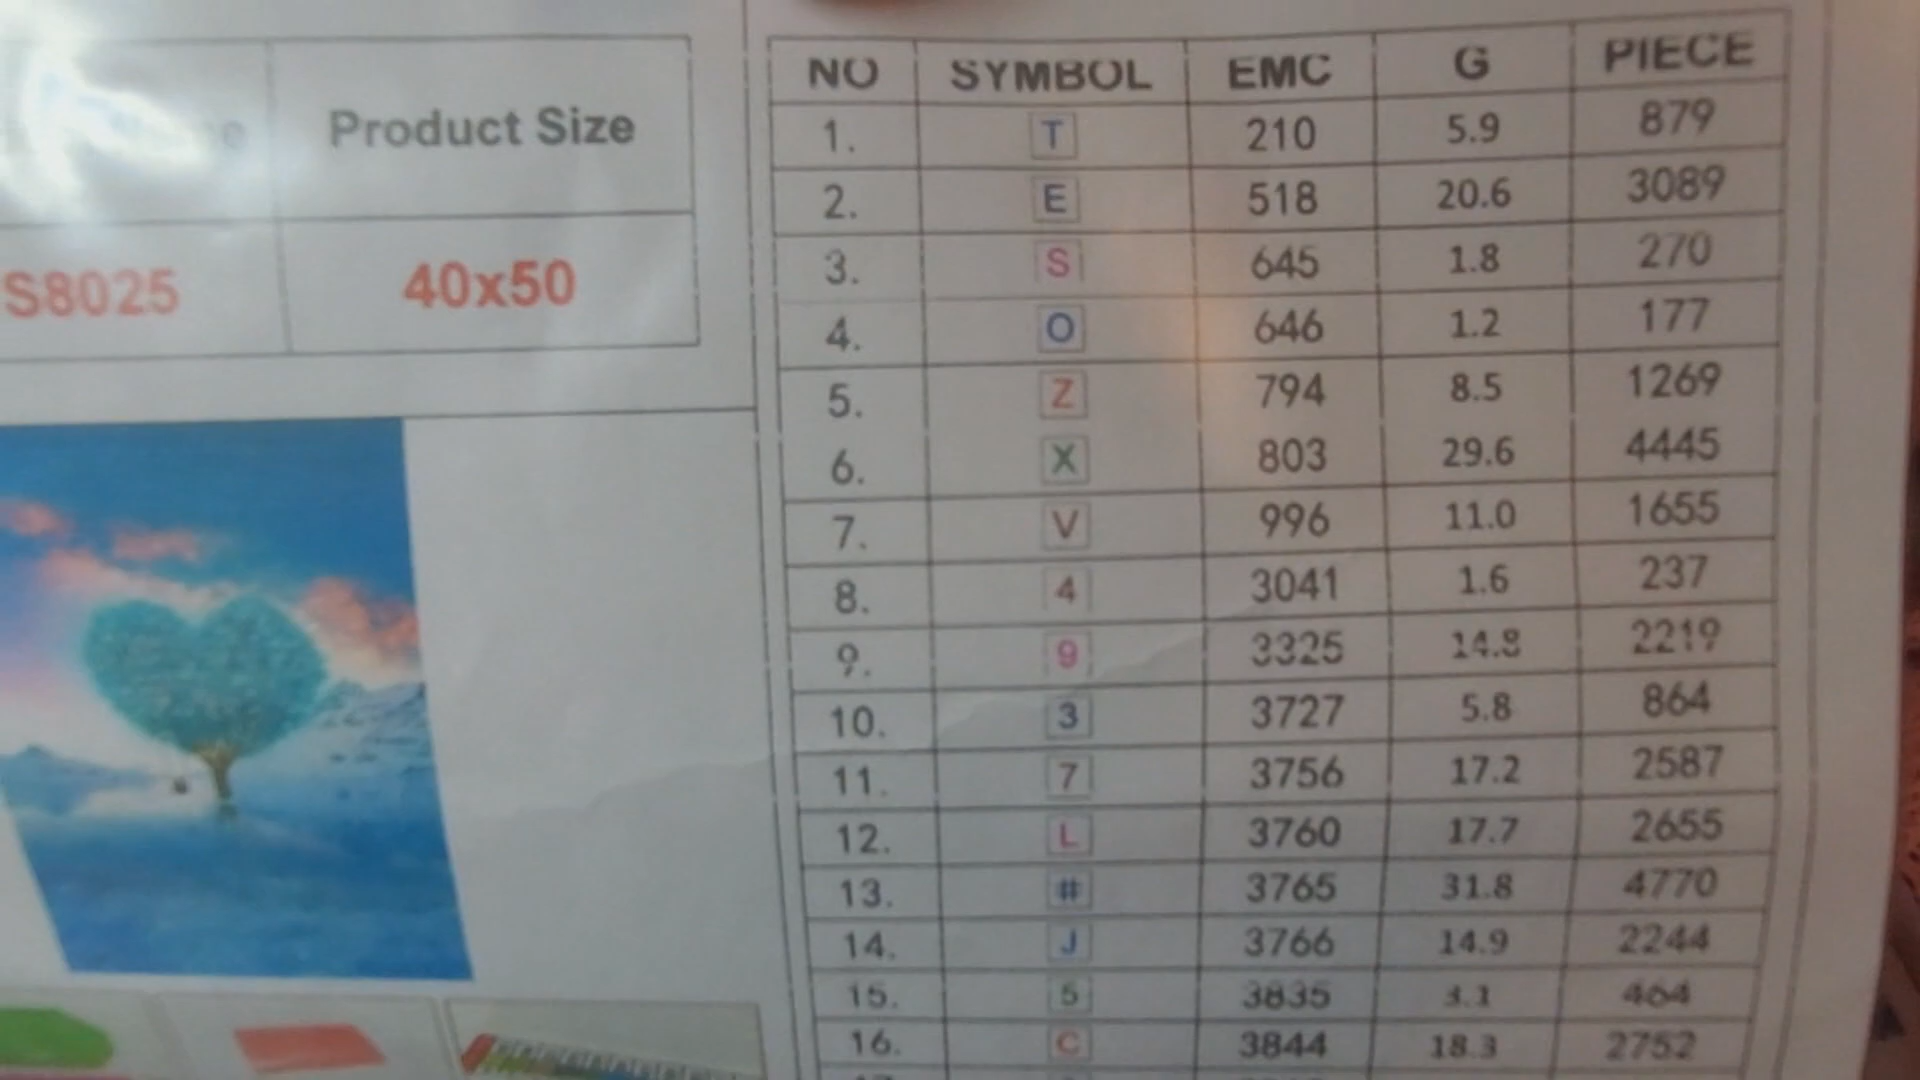 Product Size
S8025 40x50
NO SYMBOL EMC G PIECE
1. T 210 5.9 879
2. E 518 20.6 3089
3. S 645 1.8 270
4. O 646 1.2 177
5. Z 794 8.5 1269
6. X 803 29.6 4445
7. V 996 11.0 1655
8. 4 3041 1.6 237
9. 9 3325 14.8 2219
10. 3 3727 5.8 864
11. 7 3756 17.2 2587
12. L 3760 17.7 2655
13. # 3765 31.8 4770
14. J 3766 14.9 2244
15. 5 3835 3.1 464
16. C 3844 18.3 2752